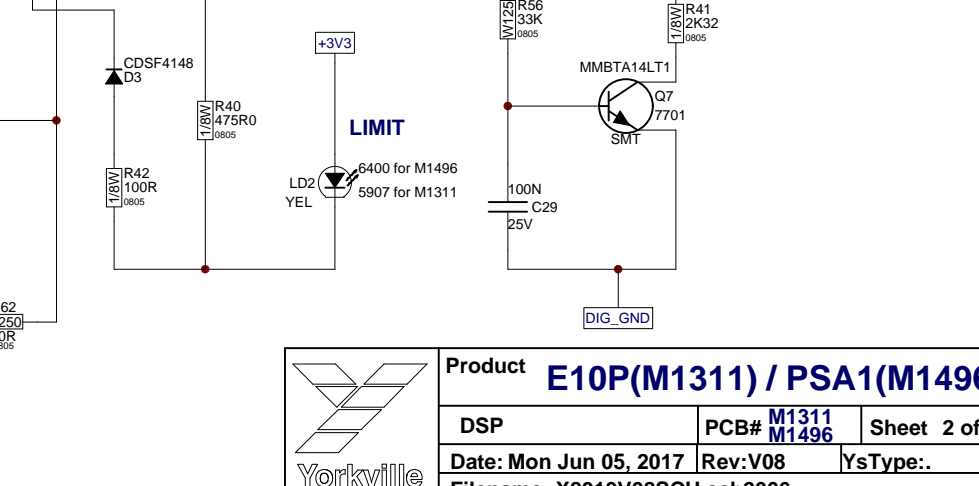 CDSF4148
D3
1/8W
R40
475R0
0805
1/8W
R42
100R
0805
+3V3
LIMIT
LD2
YEL
6400 for M1496
5907 for M1311
W125
R56
33K
0805
1/8W
R41
2K32
0805
MMBTA14LT1
Q7
7701
SMT
100N
C29
25V
DIG_GND
62
250
0R
805
Yorkville
Product E10P(M1311) / PSA1(M1496
DSP
PCB# M1311
M1496
Sheet 2 of
Date: Mon Jun 05, 2017
Rev:V08
YsType:.